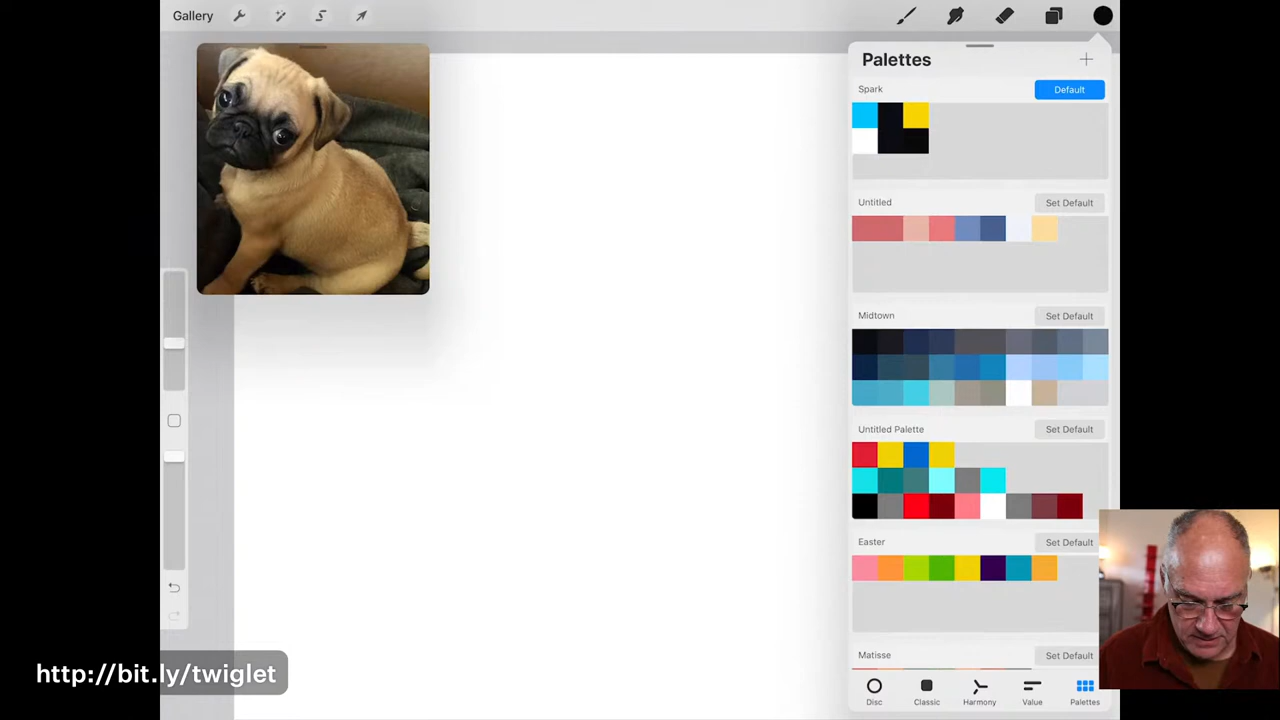 Gallery
Palettes
Spark
Default
Untitled
Set Default
Midtown
Set Default
Untitled Palette
Set Default
Easter
Set Default
Matisse
Set Default
Disc
Classic
Harmony
Value
Palettes
http://bit.ly/twiglet